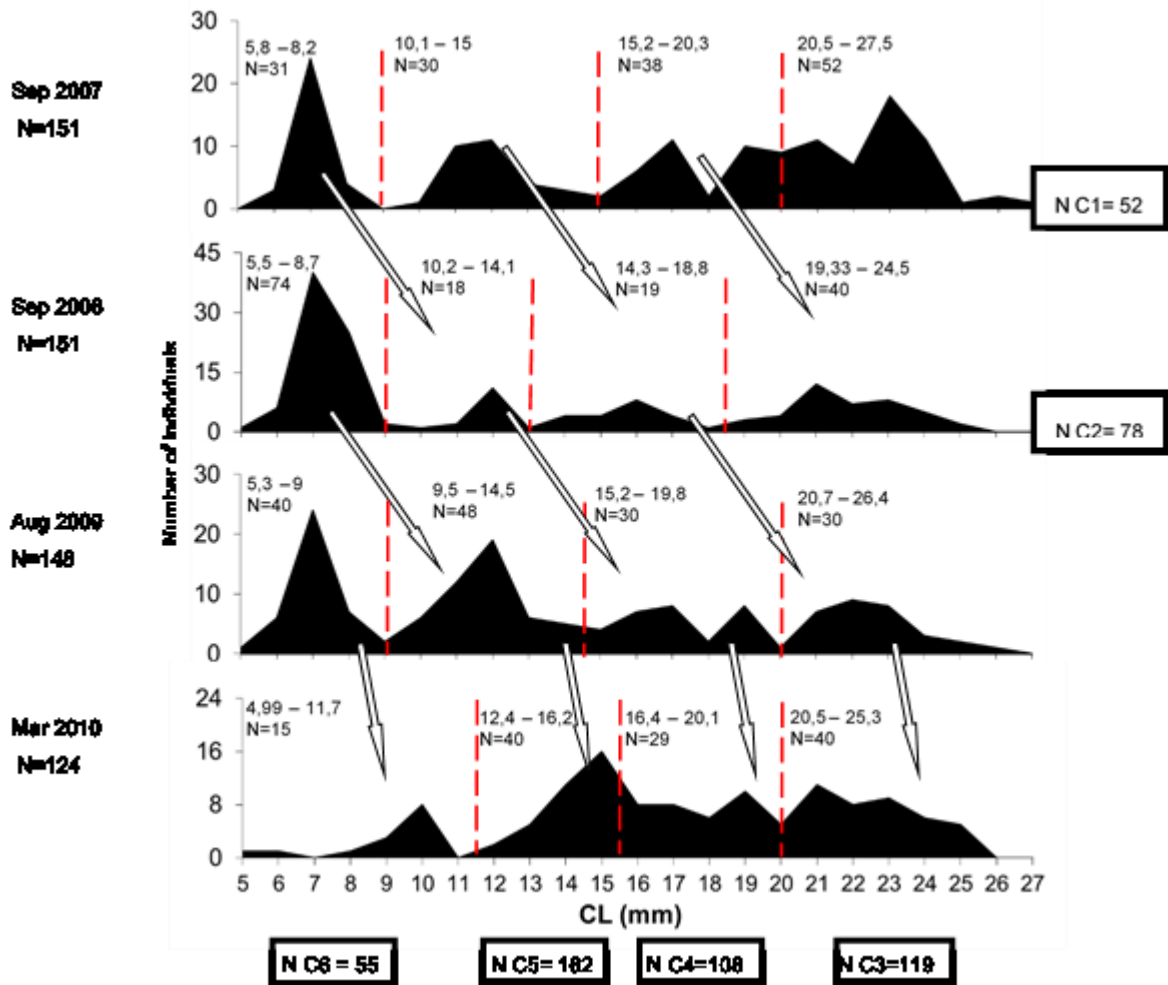 30
5,8 – 8,2
N=31
10,1 – 15
N=30
15,2 – 20,3
N=38
20,5 – 27,5
N=52
20
10
0
Sep 2007
N=151
N C1= 52
45
5,5 – 8,7
N=74
10,2 – 14,1
N=18
14,3 – 18,8
N=19
19,33 – 24,5
N=40
30
15
0
Sep 2008
N=151
N C2= 78
Number of individuals
30
5,3 – 9
N=40
9,5 – 14,5
N=48
15,2 – 19,8
N=30
20,7 – 26,4
N=30
20
10
0
Aug 2009
N=148
24
4,99 – 11,7
N=15
12,4 – 16,2
N=40
16,4 – 20,1
N=29
20,5 – 25,3
N=40
16
8
0
Mar 2010
N=124
5 6 7 8 9 10 11 12 13 14 15 16 17 18 19 20 21 22 23 24 25 26 27
CL (mm)
N C6 = 55
N C5= 162
N C4=108
N C3=119